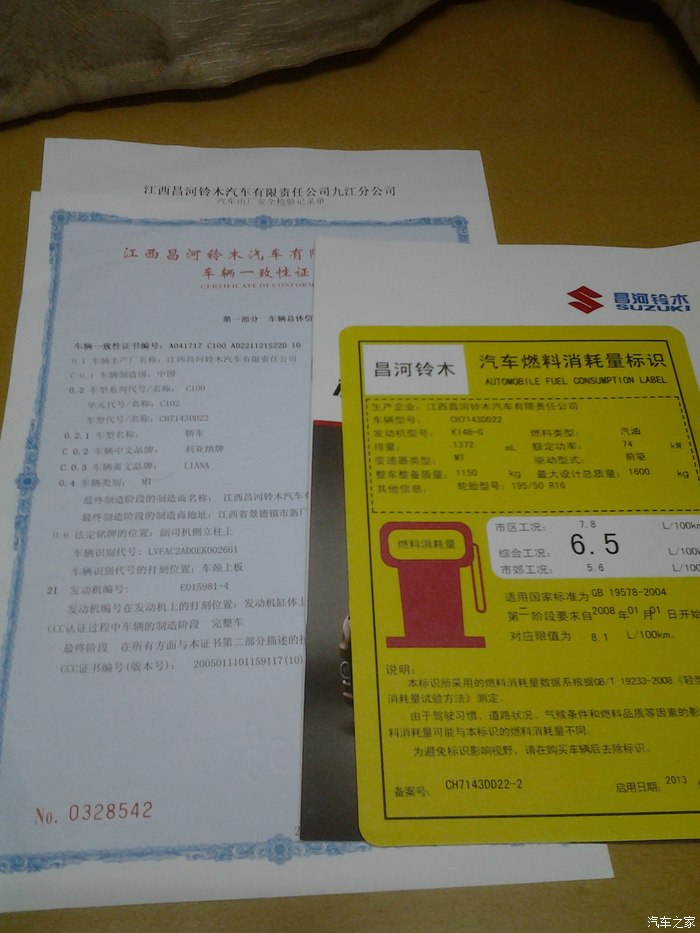 江西昌河铃木汽车有限责任公司九江分公司
汽车出厂安全检验记录单
江西昌河铃木汽车有限
车辆一致性证
CERTIFICATE OF CONFORM
第一部分 车辆总体信
车辆一致性证书编号: AD41717 C100 AD22112152
0.1 车辆生产厂名称: 江西昌河铃木汽车有限责任公司
C 0.1 车辆制造国: 中国
0.2 车型系列代号/名称: C100
单元代号/名称: C102
车型代号/名称: CH7143DD22
0.2.1 车型名称: 轿车
C 0.2 车辆中文品牌: 利亚纳牌
C 0.3 车辆英文品牌: LIANA
0.4 车辆类别: M1
最终制造阶段的制造商名称: 江西昌河铃木汽车有
最终制造阶段的制造商地址: 江西省景德镇市新厂
0.6 法定铭牌的位置: 副司机侧立柱上
车辆识别代号: LVFAC2AD0EK002661
车辆识别代号的打刻位置: 车颈上板
21 发动机编号: E015981-4
发动机编号在发动机上的打刻位置: 发动机缸体上
CCC认证过程中车辆的制造阶段 完整车
最终阶段 在所有方面与本证书第二部分描述的
CCC证书编号(版本号): 2005011101159117(10)
No. 0328542
昌河铃木
SUZUKI
昌河铃木
汽车燃料消耗量标识
AUTOMOBILE FUEL CONSUMPTION LABEL
生产企业: 江西昌河铃木汽车有限责任公司
车辆型号: CH7143DD22
发动机型号: K14B-G 燃料类型: 汽油
排量: 1372 mL 额定功率: 74 kW
变速器类型: MT 驱动型式: 前驱
整车整备质量: 1150 kg 最大设计总质量: 1600 kg
其他信息: 轮胎型号: 195/50 R16
燃料消耗量
市区工况: 7.8 L/100km
综合工况: 6.5 L/100
市郊工况: 5.6 L/100
适用国家标准为 GB 19578-2004
第二阶段要求自2008年01月01日开始
对应限值为 8.1 L/100km.
说明:
本标识所采用的燃料消耗量数据系根据GB/T 19233-2008《轻型
消耗量试验方法》测定。
由于驾驶习惯、道路状况、气候条件和燃料品质等因素的影
料消耗量可能与本标识的燃料消耗量不同。
为避免标识影响视野,请在购买车辆后去除标识。
备案号: CH7143DD22-2 启用日期: 2013
汽车之家